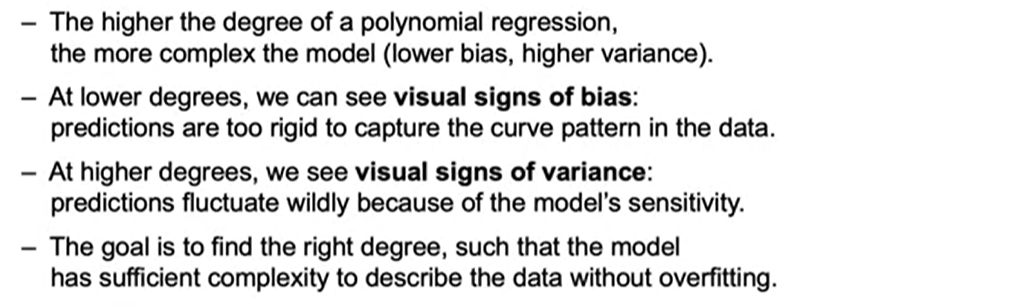 – The higher the degree of a polynomial regression,
the more complex the model (lower bias, higher variance).
– At lower degrees, we can see visual signs of bias:
predictions are too rigid to capture the curve pattern in the data.
– At higher degrees, we see visual signs of variance:
predictions fluctuate wildly because of the model's sensitivity.
– The goal is to find the right degree, such that the model
has sufficient complexity to describe the data without overfitting.